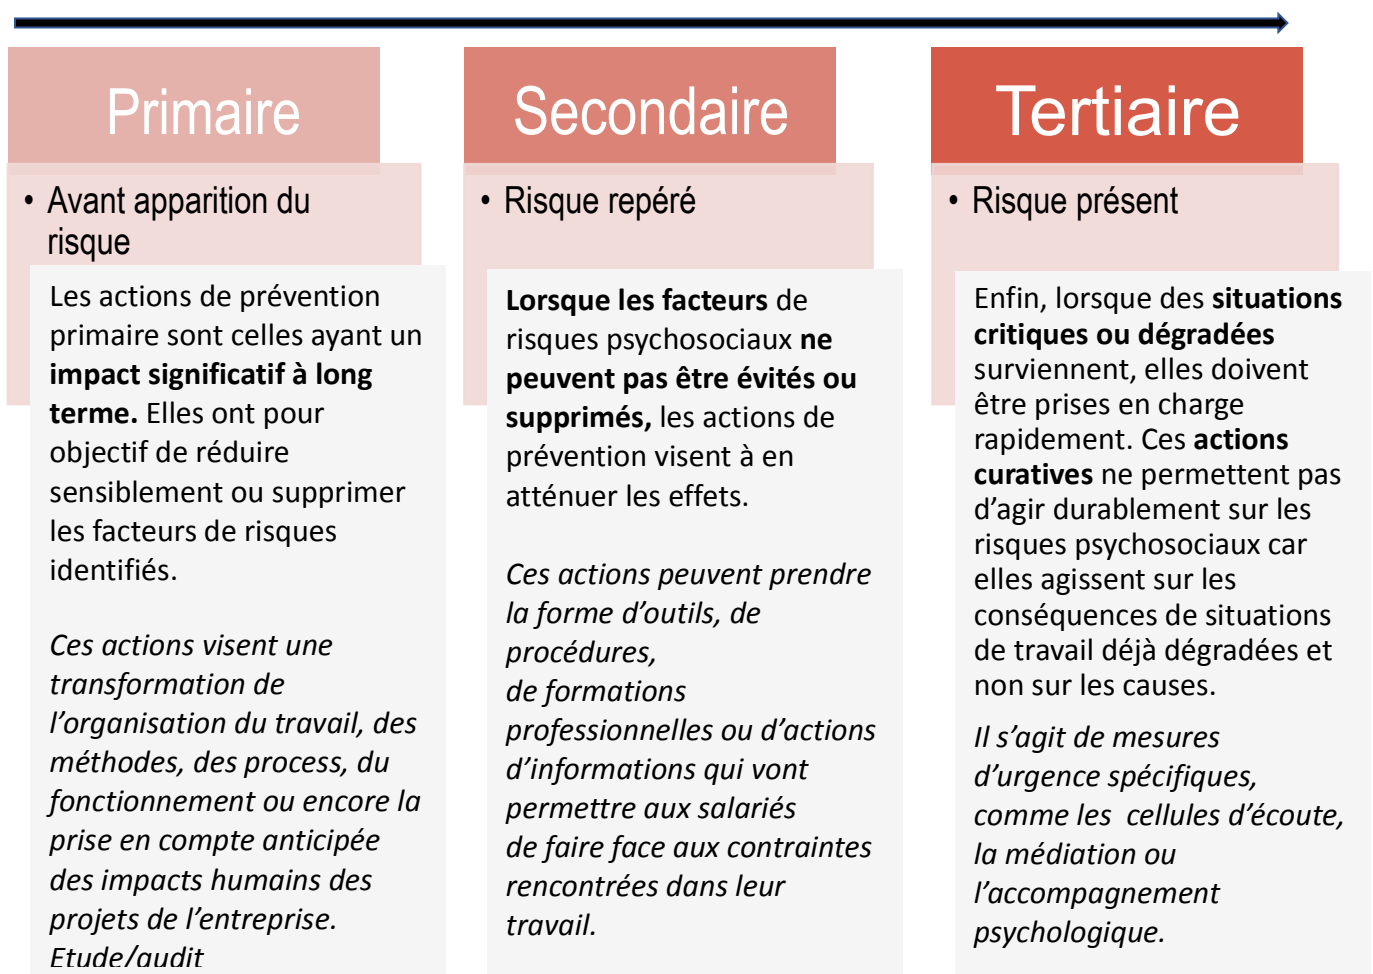 Primaire
• Avant apparition du
risque
Les actions de prévention
primaire sont celles ayant un
impact significatif à long
terme. Elles ont pour
objectif de réduire
sensiblement ou supprimer
les facteurs de risques
identifiés.
Ces actions visent une
transformation de
l’organisation du travail, des
méthodes, des process, du
fonctionnement ou encore la
prise en compte anticipée
des impacts humains des
projets de l’entreprise.
Etude/audit
Secondaire
• Risque repéré
Lorsque les facteurs de
risques psychosociaux ne
peuvent pas être évités ou
supprimés, les actions de
prévention visent à en
atténuer les effets.
Ces actions peuvent prendre
la forme d’outils, de
procédures,
de formations
professionnelles ou d’actions
d’informations qui vont
permettre aux salariés
de faire face aux contraintes
rencontrées dans leur
travail.
Tertiaire
• Risque présent
Enfin, lorsque des situations
critiques ou dégradées
surviennent, elles doivent
être prises en charge
rapidement. Ces actions
curatives ne permettent pas
d’agir durablement sur les
risques psychosociaux car
elles agissent sur les
conséquences de situations
de travail déjà dégradées et
non sur les causes.
Il s’agit de mesures
d’urgence spécifiques,
comme les  cellules d’écoute,
la médiation ou
l’accompagnement
psychologique.